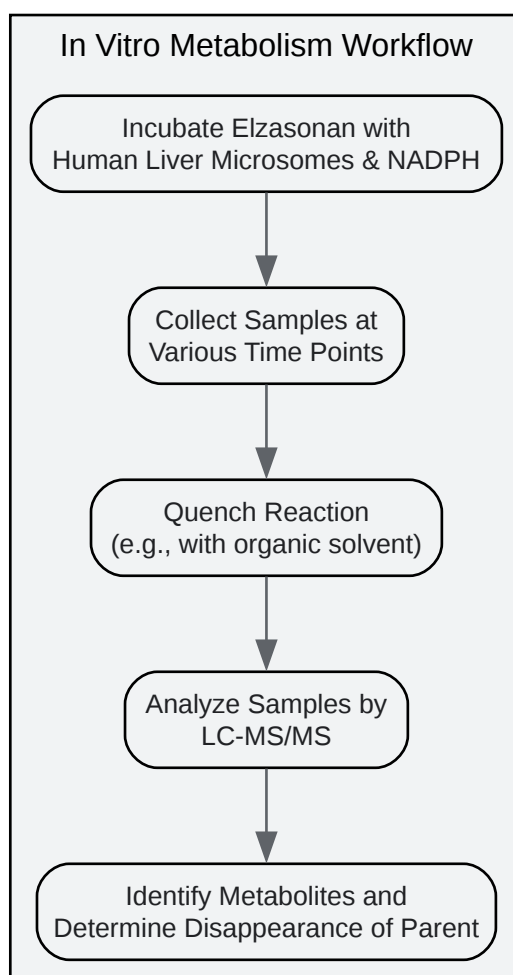 In Vitro Metabolism Workflow
Incubate Elzasonan with
Human Liver Microsomes & NADPH
Collect Samples at
Various Time Points
Quench Reaction
(e.g., with organic solvent)
Analyze Samples by
LC-MS/MS
Identify Metabolites and
Determine Disappearance of Parent